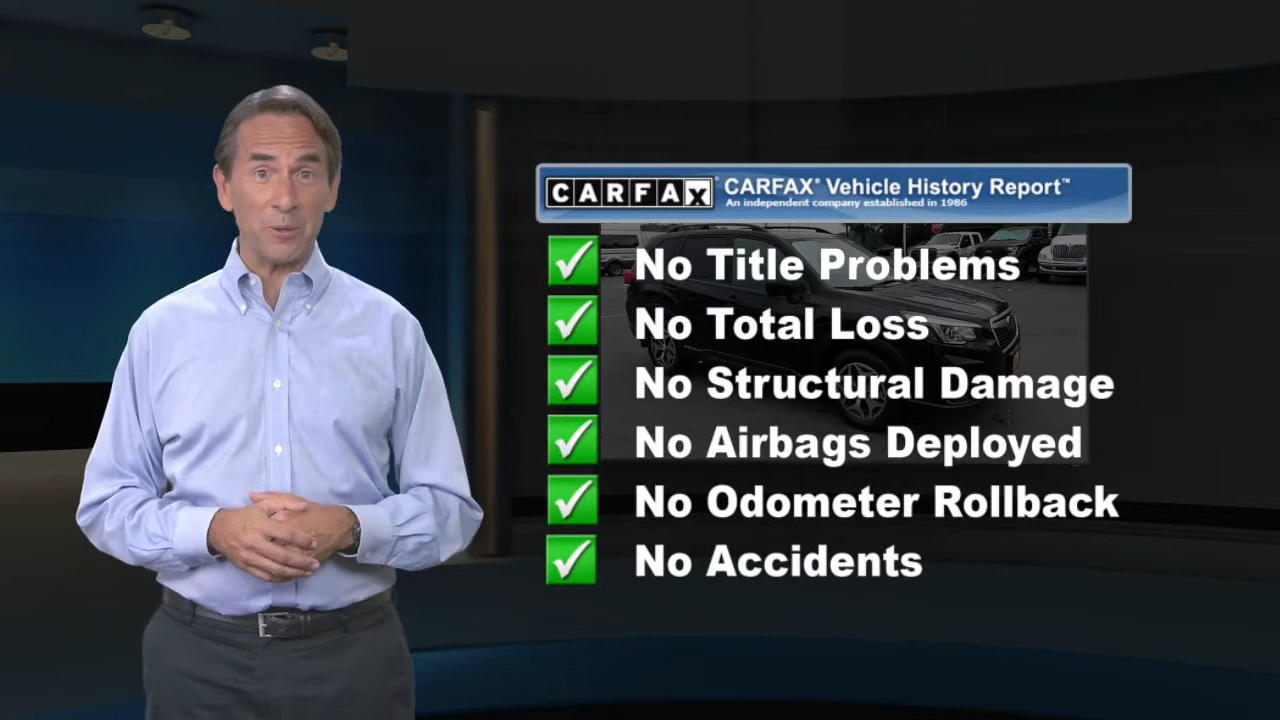 CARFAX
CARFAX® Vehicle History Report™
An independent company established in 1986
No Title Problems
No Total Loss
No Structural Damage
No Airbags Deployed
No Odometer Rollback
No Accidents